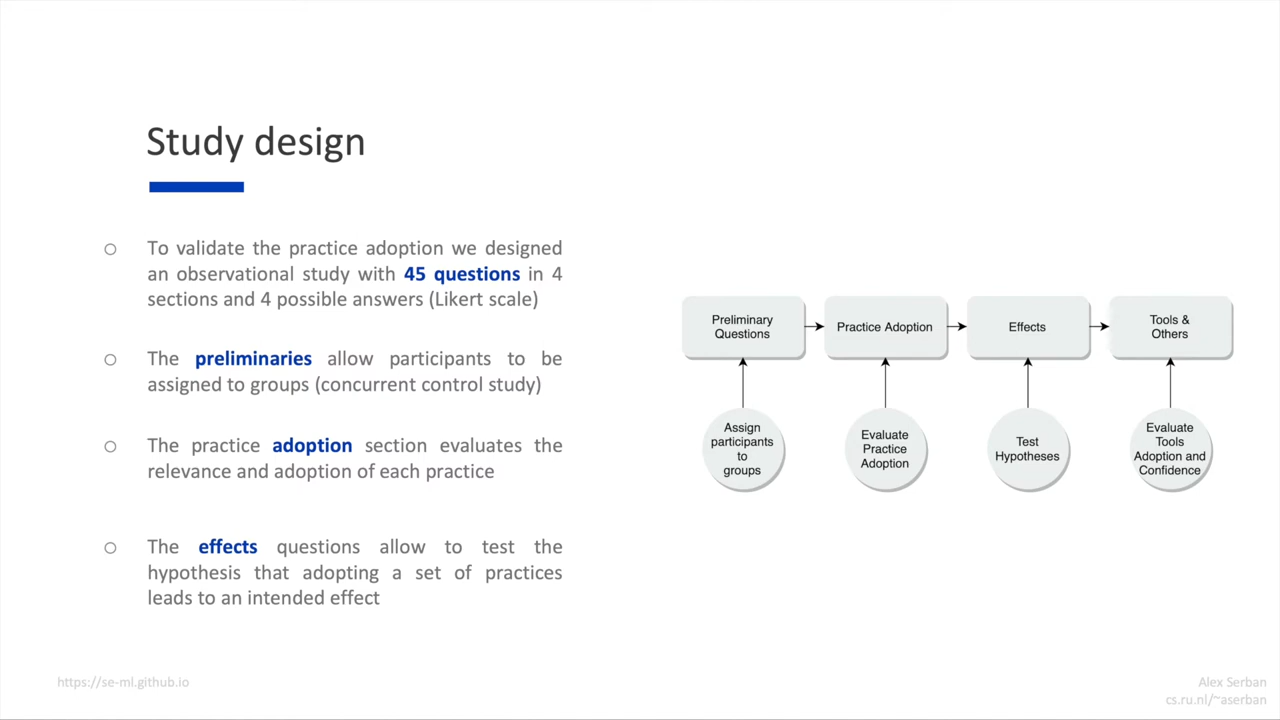 Study design
○ To validate the practice adoption we designed
an observational study with 45 questions in 4
sections and 4 possible answers (Likert scale)
○ The preliminaries allow participants to be
assigned to groups (concurrent control study)
○ The practice adoption section evaluates the
relevance and adoption of each practice
○ The effects questions allow to test the
hypothesis that adopting a set of practices
leads to an intended effect
Preliminary
Questions
Practice Adoption
Effects
Tools &
Others
Assign
participants
to
groups
Evaluate
Practice
Adoption
Test
Hypotheses
Evaluate
Tools
Adoption and
Confidence
https://se-ml.github.io
Alex Serban
cs.ru.nl/~aserban